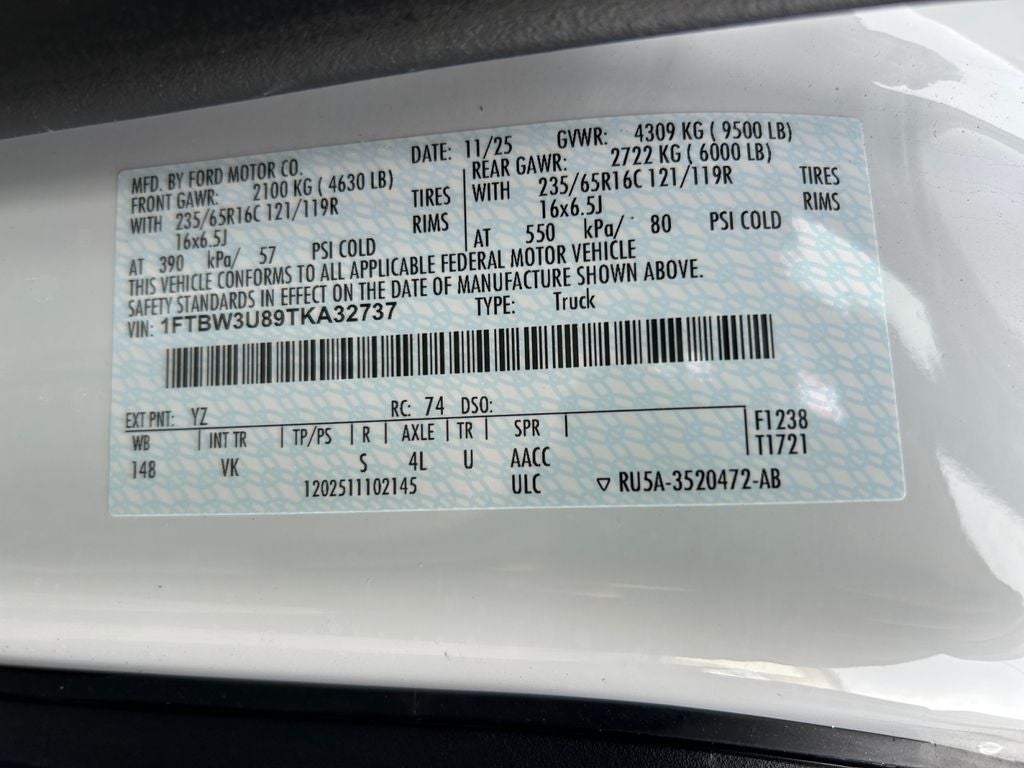 MFD. BY FORD MOTOR CO. DATE: 11/25 GVWR: 4309 KG ( 9500 LB)
FRONT GAWR: 2100 KG ( 4630 LB) REAR GAWR: 2722 KG ( 6000 LB)
WITH 235/65R16C 121/119R TIRES WITH 235/65R16C 121/119R TIRES
16x6.5J RIMS 16x6.5J RIMS
AT 390 kPa/ 57 PSI COLD AT 550 kPa/ 80 PSI COLD
THIS VEHICLE CONFORMS TO ALL APPLICABLE FEDERAL MOTOR VEHICLE
SAFETY STANDARDS IN EFFECT ON THE DATE OF MANUFACTURE SHOWN ABOVE.
VIN: 1FTBW3U89TKA32737 TYPE: Truck
EXT PNT: YZ RC: 74 DSO:
WB INT TR TP/PS R AXLE TR SPR F1238
148 VK S 4L U AACC T1721
1202511102145 ULC ▽ RU5A-3520472-AB